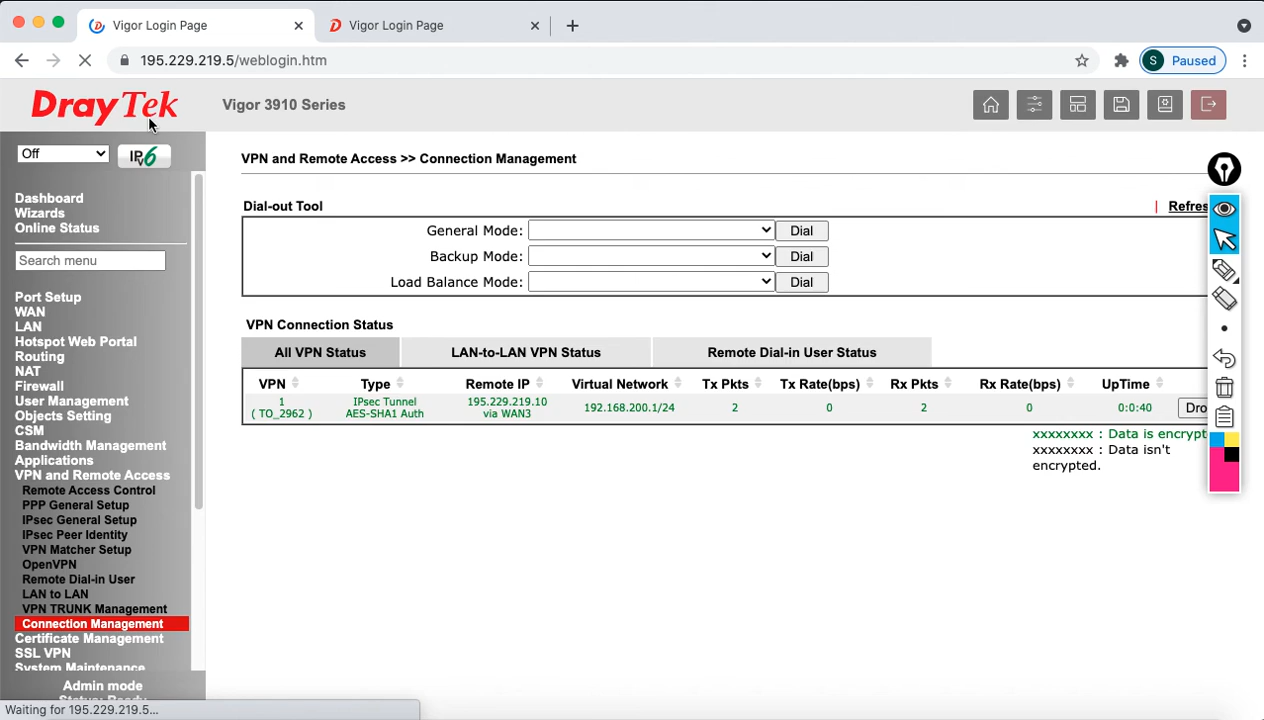 Vigor Login Page
Vigor Login Page
195.229.219.5/weblogin.htm
S Paused
DrayTek
Vigor 3910 Series
Off
IPv6
Dashboard
Wizards
Online Status
Search menu
Port Setup
WAN
LAN
Hotspot Web Portal
Routing
NAT
Firewall
User Management
Objects Setting
CSM
Bandwidth Management
Applications
VPN and Remote Access
Remote Access Control
PPP General Setup
IPsec General Setup
IPsec Peer Identity
VPN Matcher Setup
OpenVPN
Remote Dial-in User
LAN to LAN
VPN TRUNK Management
Connection Management
Certificate Management
SSL VPN
System Maintenance
Admin mode
Status: Ready
Waiting for 195.229.219.5...
VPN and Remote Access >> Connection Management
Dial-out Tool | Refres
General Mode: Dial
Backup Mode: Dial
Load Balance Mode: Dial
VPN Connection Status
All VPN Status LAN-to-LAN VPN Status Remote Dial-in User Status
VPN Type Remote IP Virtual Network Tx Pkts Tx Rate(bps) Rx Pkts Rx Rate(bps) UpTime
1 IPsec Tunnel 195.229.219.10 192.168.200.1/24 2 0 2 0 0:0:40 Dro
( TO_2962 ) AES-SHA1 Auth via WAN3
xxxxxxxx : Data is encrypt
xxxxxxxx : Data isn't
encrypted.